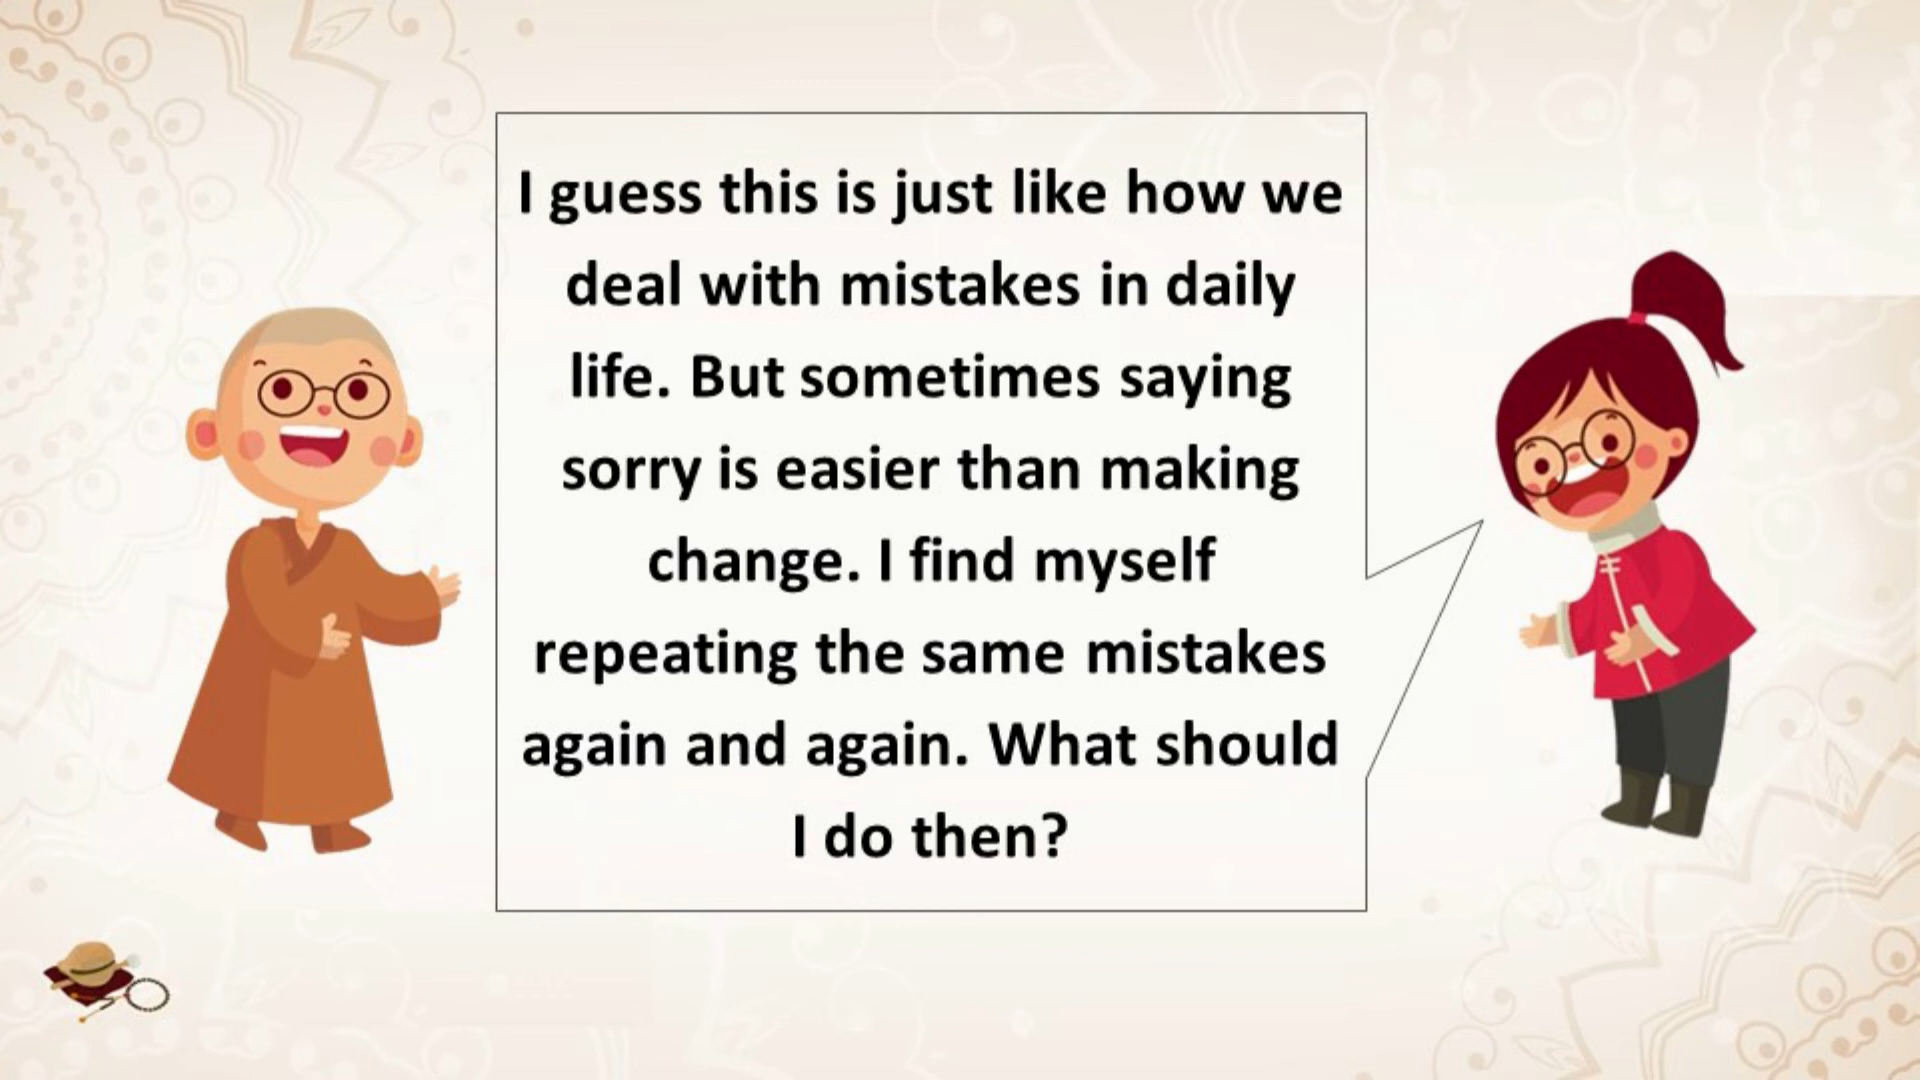 I guess this is just like how we
deal with mistakes in daily
life. But sometimes saying
sorry is easier than making
change. I find myself
repeating the same mistakes
again and again. What should
I do then?